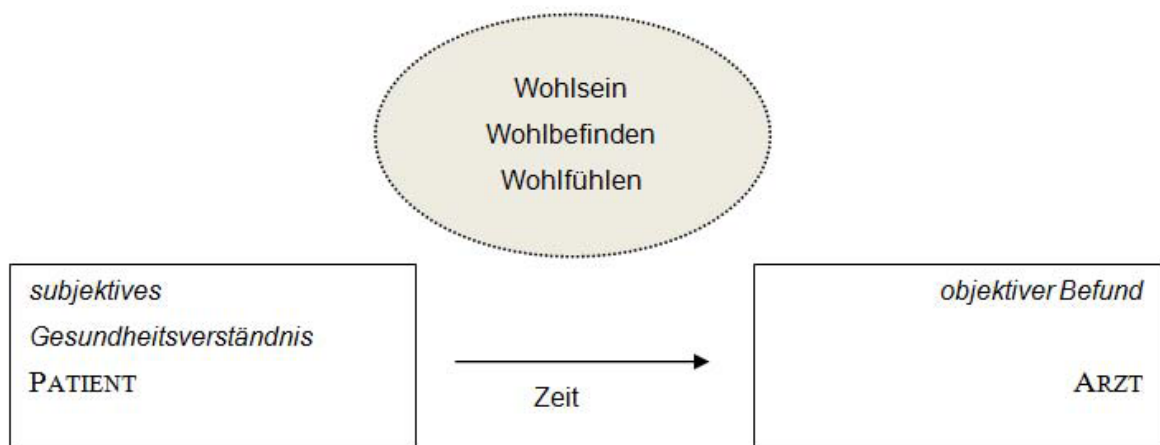 Wohlsein
Wohlbefinden
Wohlfühlen
subjektives
Gesundheitsverständnis
PATIENT
Zeit
objektiver Befund
ARZT